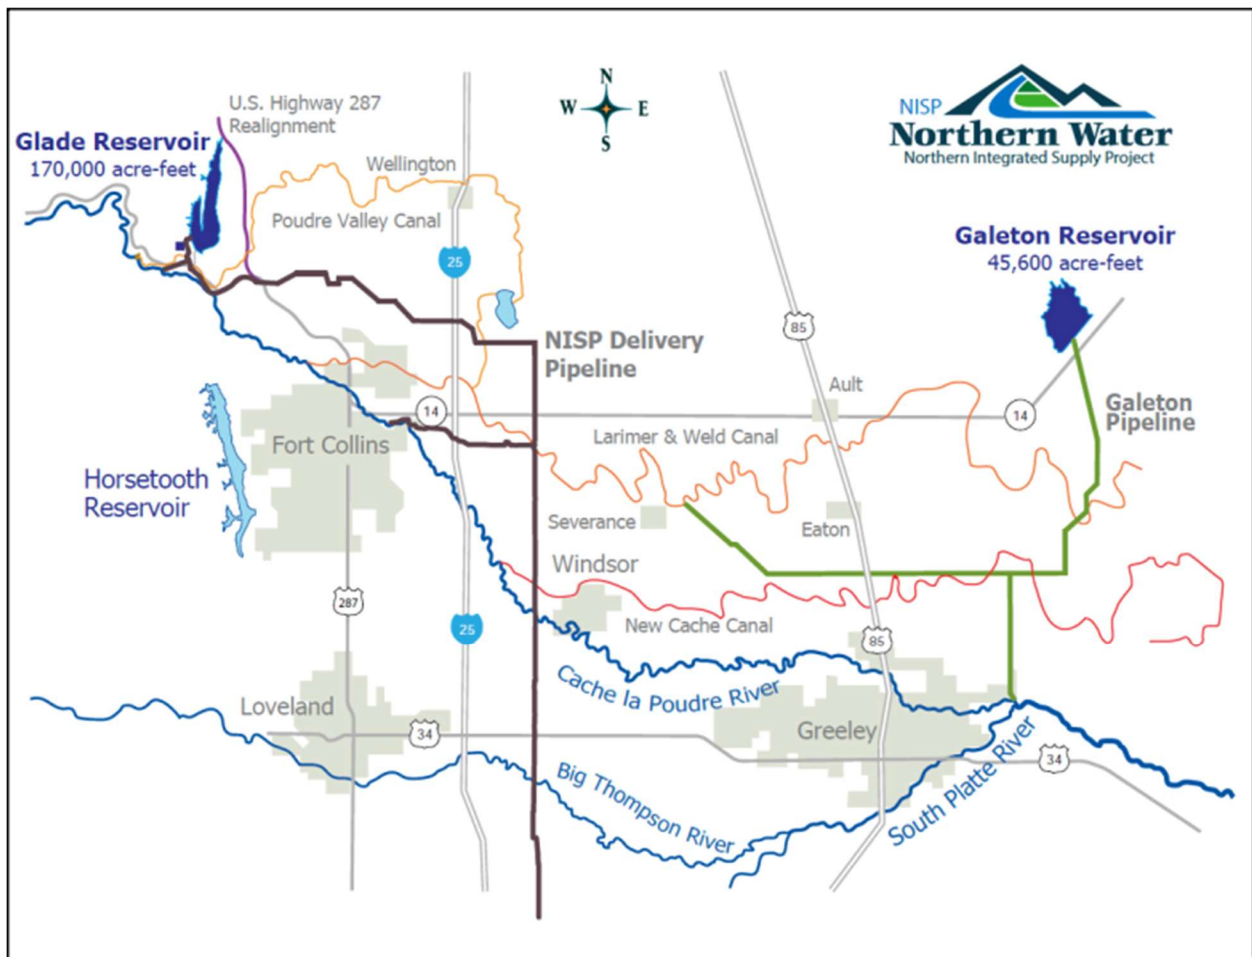 N
W E
S
NISP
Northern Water
Northern Integrated Supply Project
U.S. Highway 287
Realignment
Glade Reservoir
170,000 acre-feet
Wellington
Poudre Valley Canal
25
Galeton Reservoir
45,600 acre-feet
85
NISP Delivery
Pipeline
Ault
14
14
Galeton
Pipeline
Larimer & Weld Canal
Fort Collins
Horsetooth
Reservoir
Severance
Eaton
Windsor
287
25
New Cache Canal
85
Cache la Poudre River
Loveland
34
Greeley
34
Big Thompson River
South Platte River